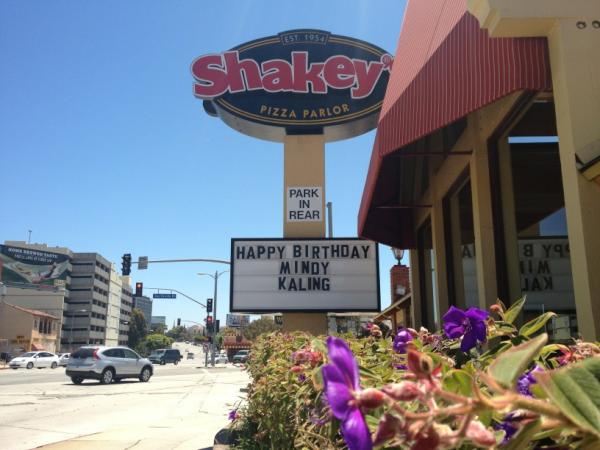 EST. 1954
Shakey's
PIZZA PARLOR
PARK
IN
REAR
HAPPY BIRTHDAY
MINDY
KALING